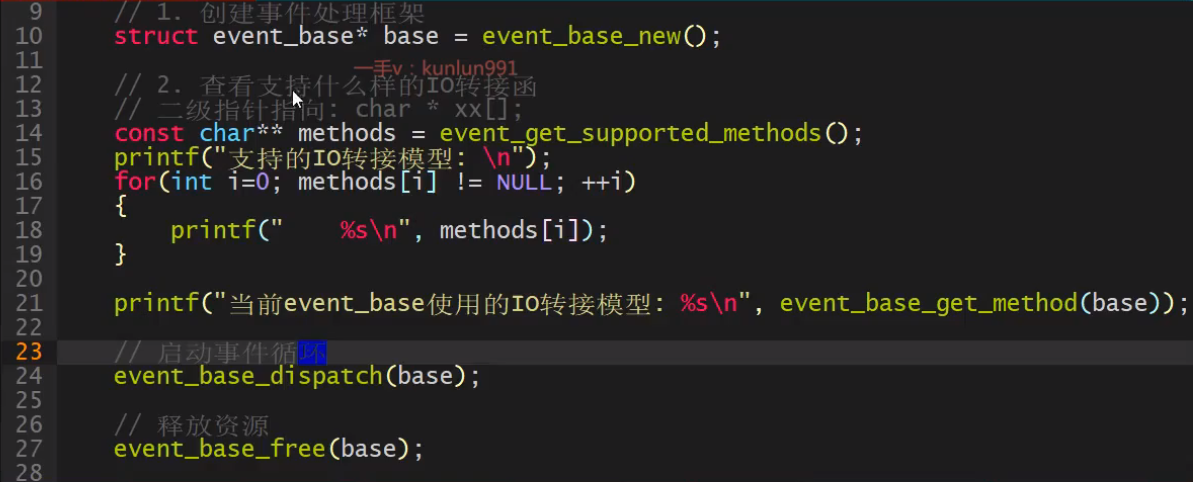 9 // 1. 创建事件处理框架
10 struct event_base* base = event_base_new();
11
一手v：kunlun991
12 // 2. 查看支持什么样的IO转接函
13 // 二级指针指向: char * xx[];
14 const char** methods = event_get_supported_methods();
15 printf("支持的IO转接模型: \n");
16 for(int i=0; methods[i] != NULL; ++i)
17 {
18 printf("    %s\n", methods[i]);
19 }
20
21 printf("当前event_base使用的IO转接模型: %s\n", event_base_get_method(base));
22
23 // 启动事件循环
24 event_base_dispatch(base);
25
26 // 释放资源
27 event_base_free(base);
28